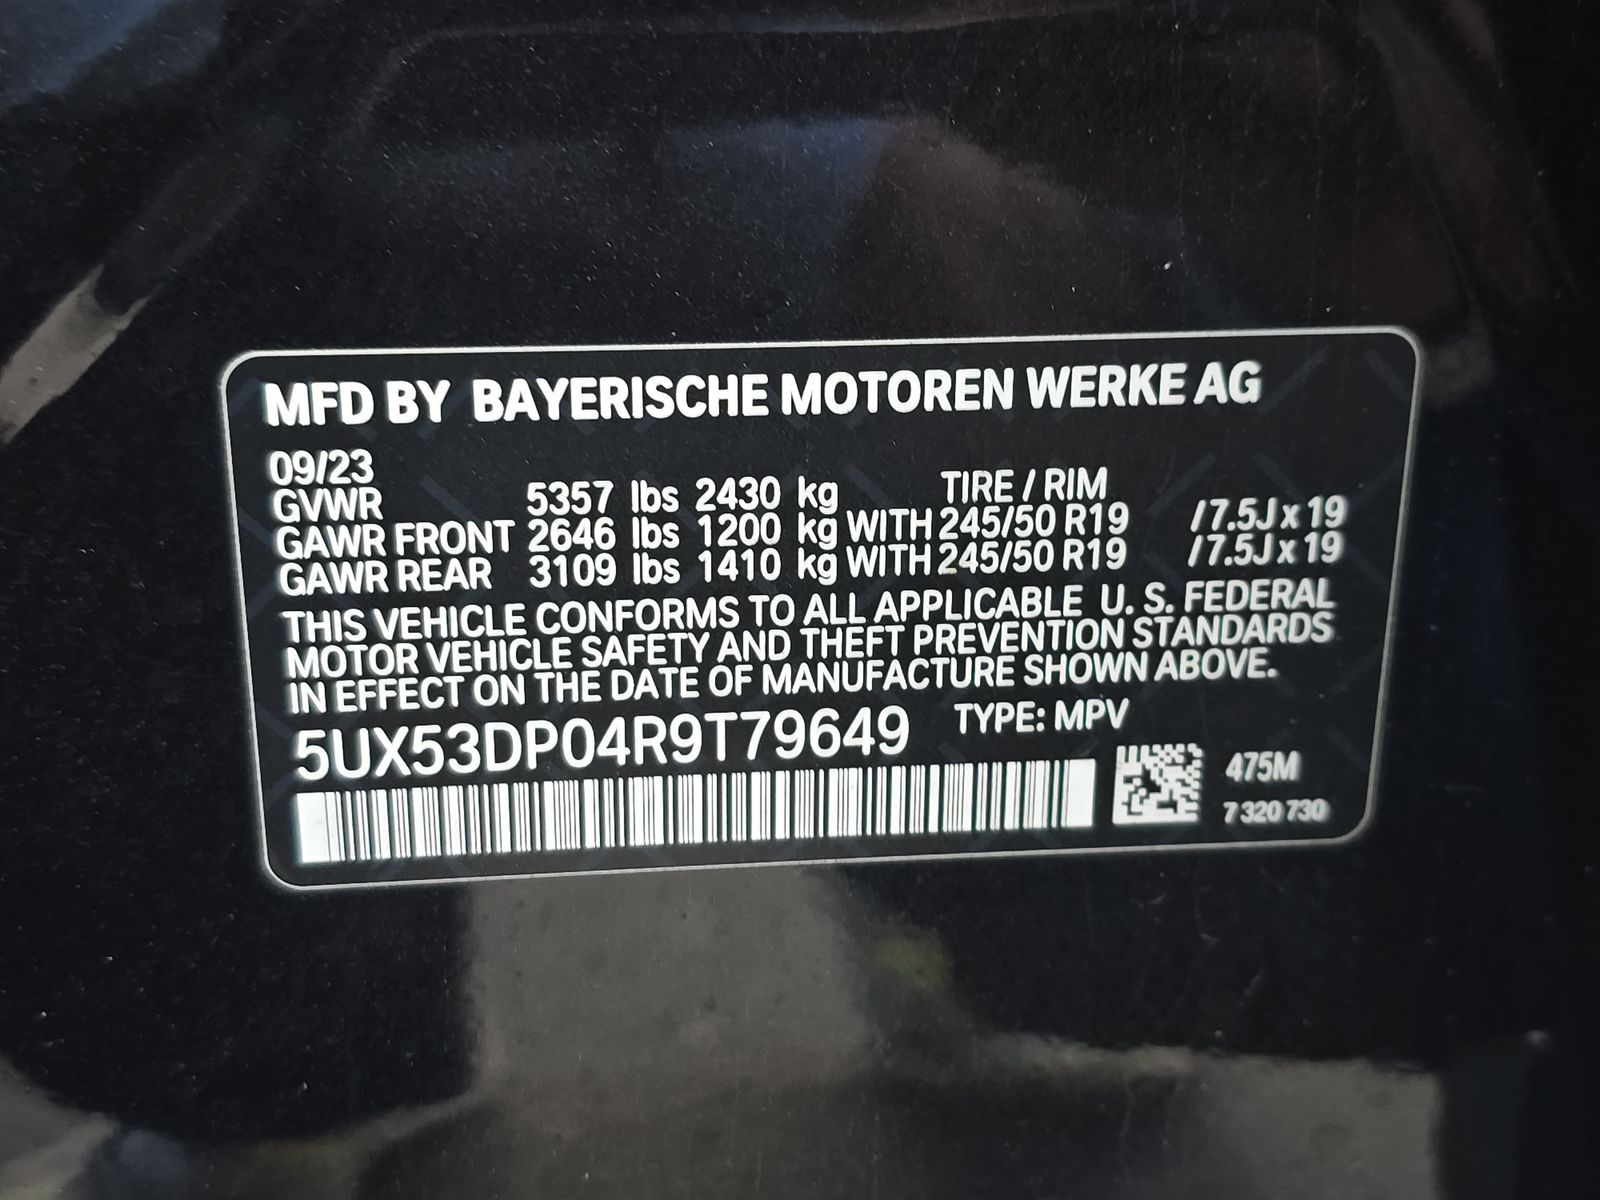 MFD BY BAYERISCHE MOTOREN WERKE AG
09/23
GVWR 5357 lbs 2430 kg TIRE / RIM
GAWR FRONT 2646 lbs 1200 kg WITH 245/50 R19 / 7.5J x 19
GAWR REAR 3109 lbs 1410 kg WITH 245/50 R19 / 7.5J x 19
THIS VEHICLE CONFORMS TO ALL APPLICABLE U. S. FEDERAL
MOTOR VEHICLE SAFETY AND THEFT PREVENTION STANDARDS
IN EFFECT ON THE DATE OF MANUFACTURE SHOWN ABOVE.
5UX53DP04R9T79649 TYPE: MPV
475M
7 320 730